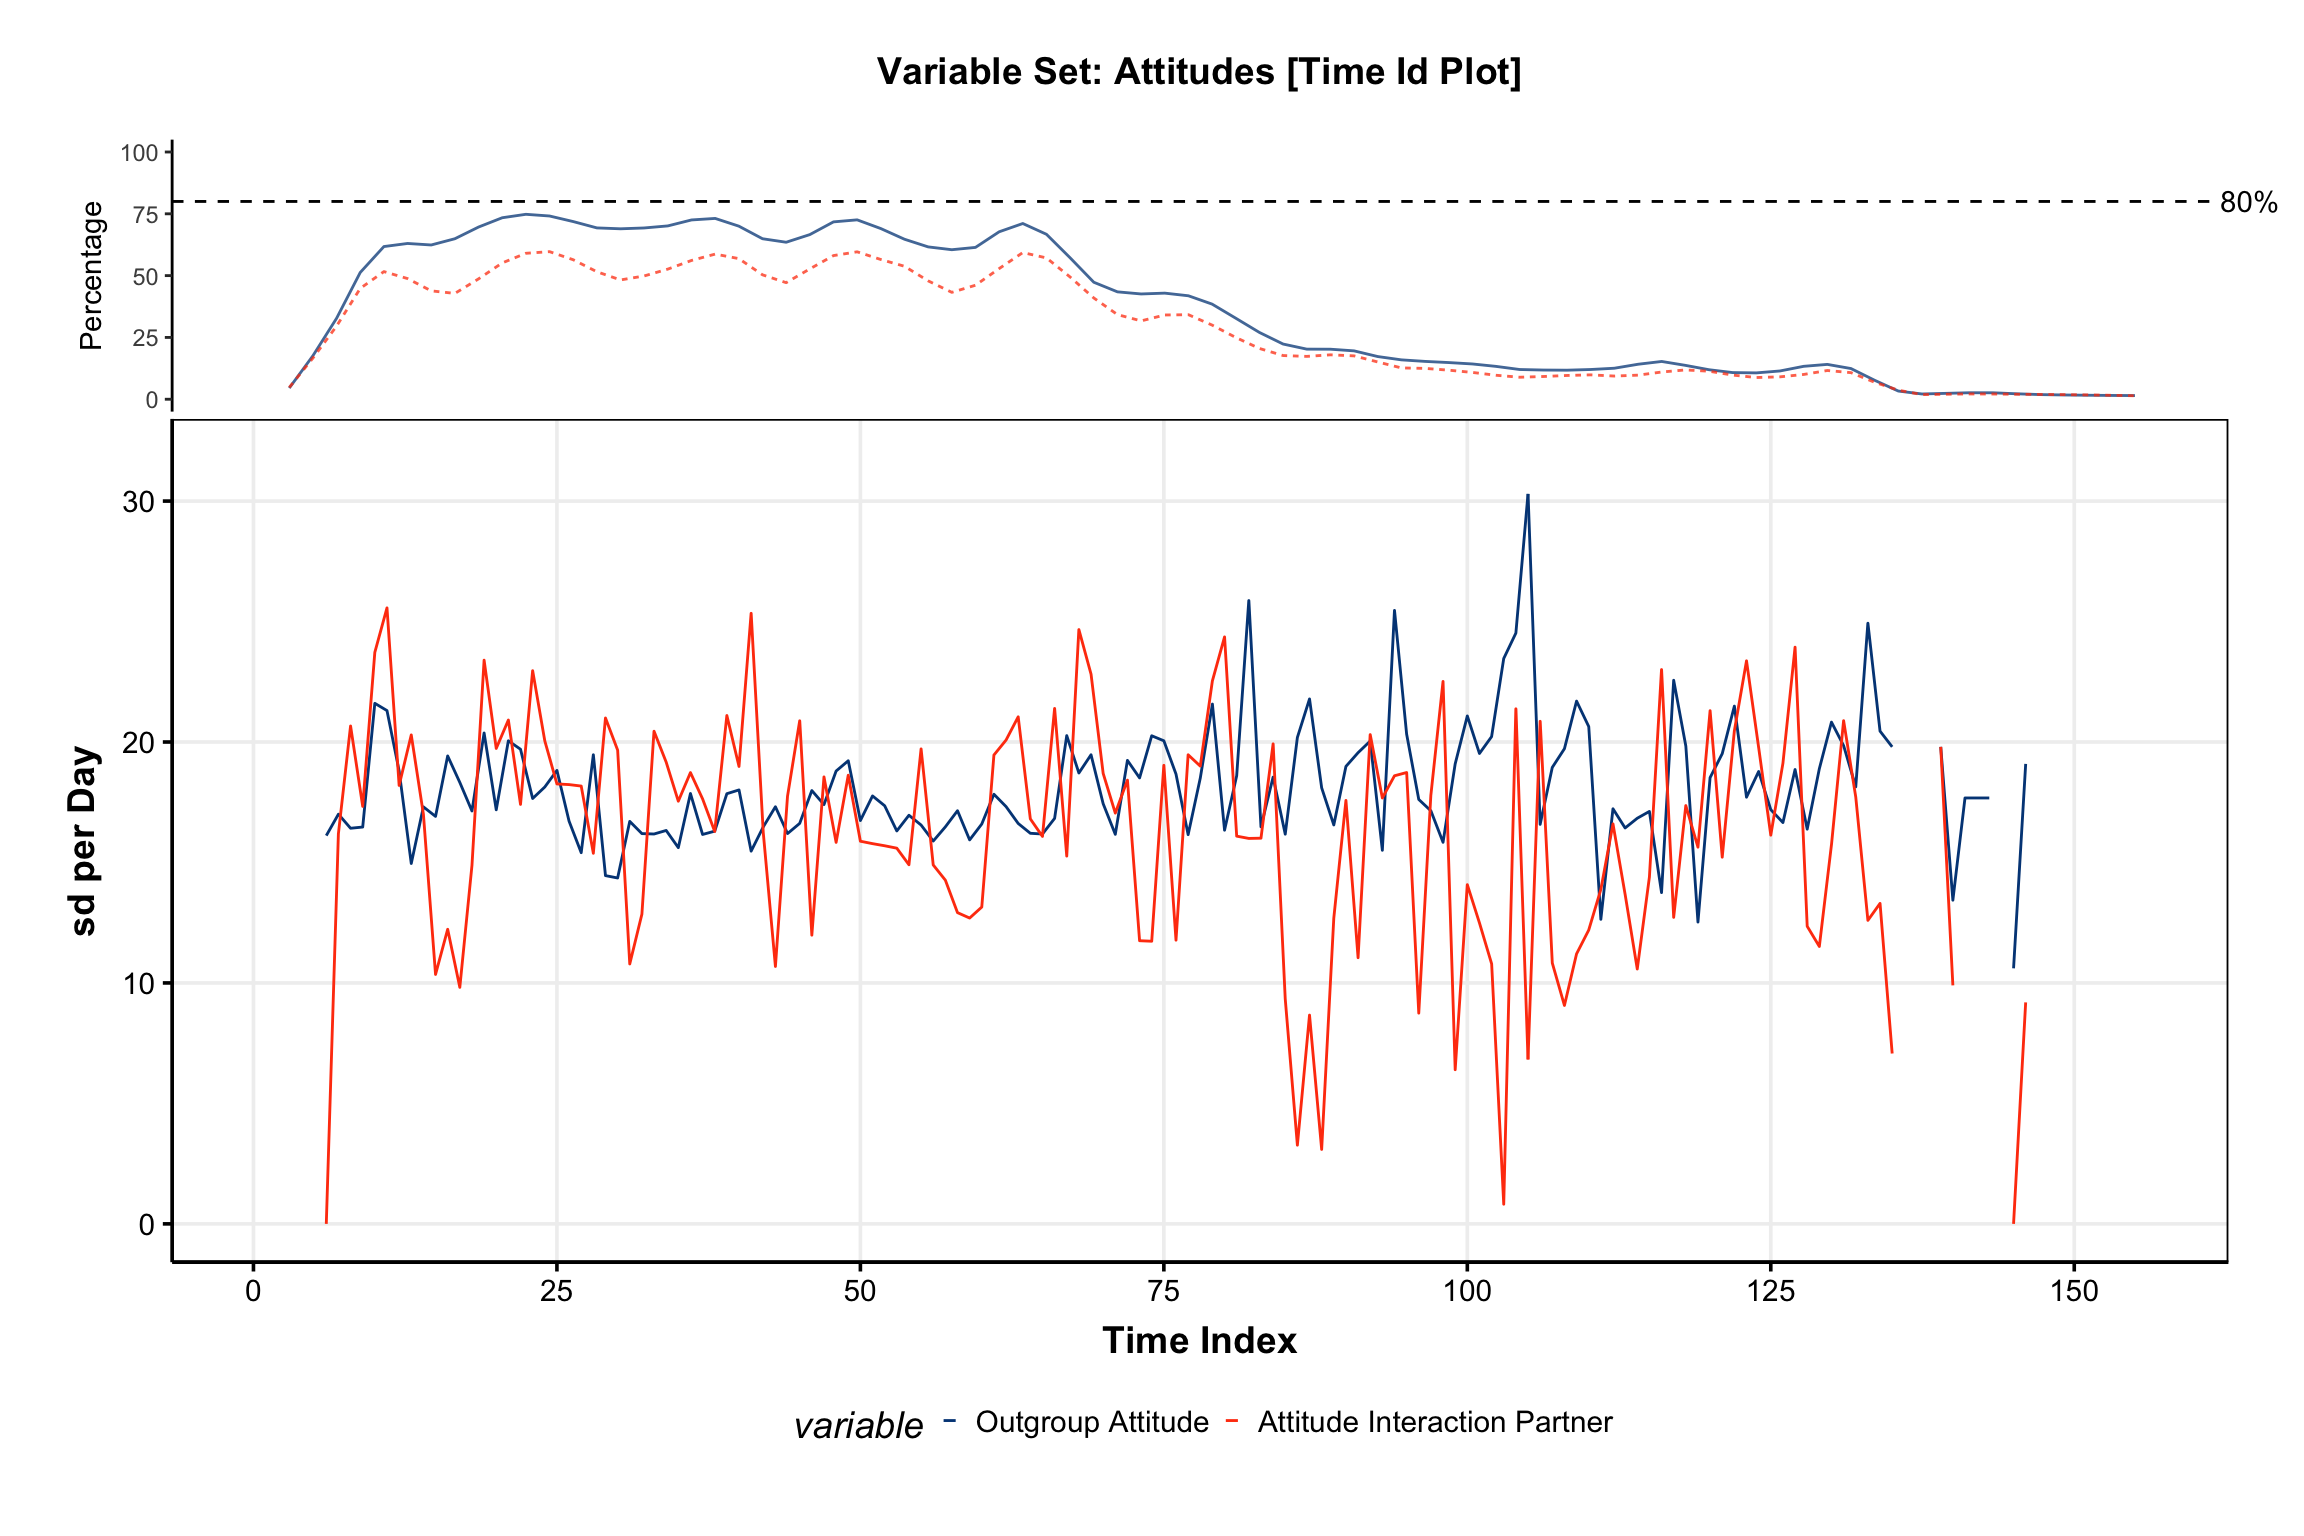 Variable Set: Attitudes [Time Id Plot]
100
75
50
25
0
Percentage
80%
30
20
10
0
sd per Day
0 25 50 75 100 125 150
Time Index
variable Outgroup Attitude Attitude Interaction Partner